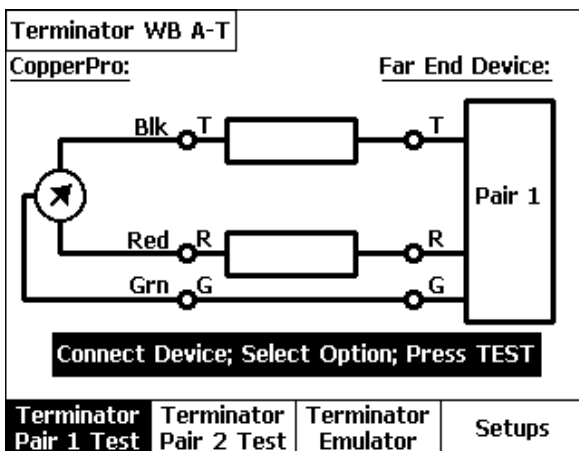 Terminator WB A-T
CopperPro: Far End Device:
Blk T T
Pair 1
Red R R
Grn G G
Connect Device; Select Option; Press TEST
Terminator Pair 1 Test
Terminator Pair 2 Test
Terminator Emulator
Setups